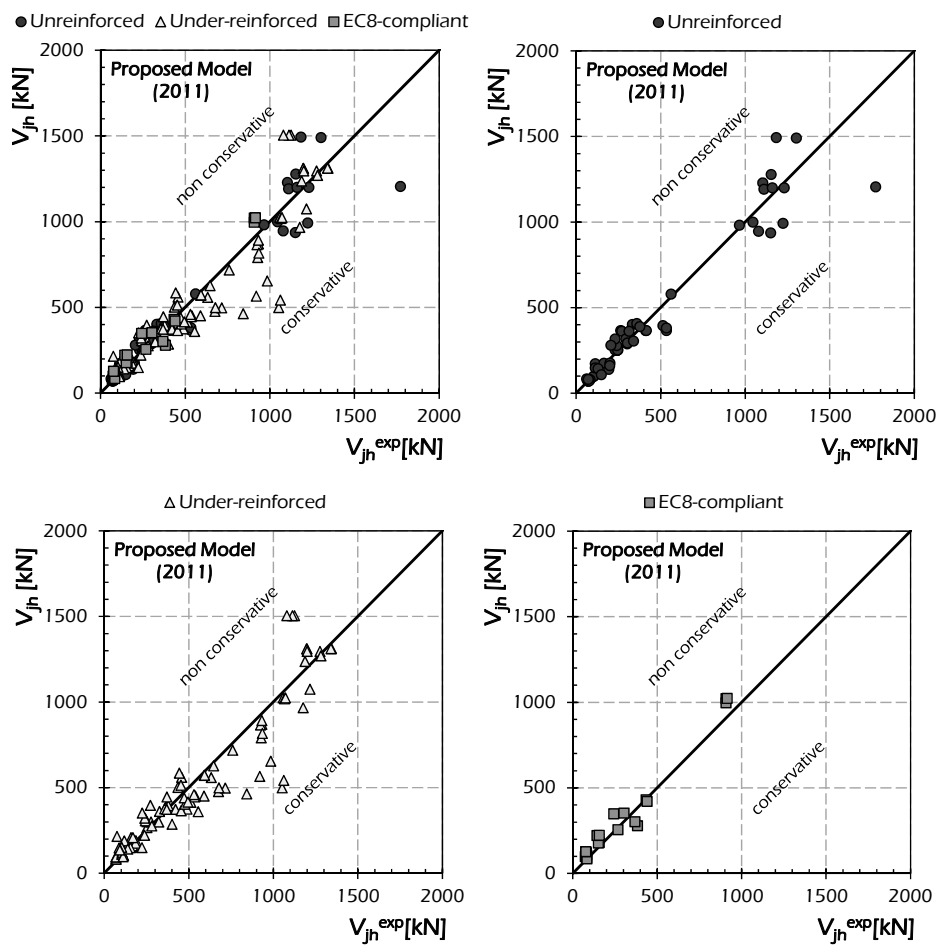 Unreinforced Under-reinforced EC8-compliant
Proposed Model
(2011)
non conservative
conservative
V_jh [kN]
2000
1500
1000
500
0
0 500 1000 1500 2000
V_jh^exp[kN]
Unreinforced
Proposed Model
(2011)
non conservative
conservative
V_jh [kN]
2000
1500
1000
500
0
0 500 1000 1500 2000
V_jh^exp[kN]
Under-reinforced
Proposed Model
(2011)
non conservative
conservative
V_jh [kN]
2000
1500
1000
500
0
0 500 1000 1500 2000
V_jh^exp[kN]
EC8-compliant
Proposed Model
(2011)
non conservative
conservative
V_jh [kN]
2000
1500
1000
500
0
0 500 1000 1500 2000
V_jh^exp[kN]